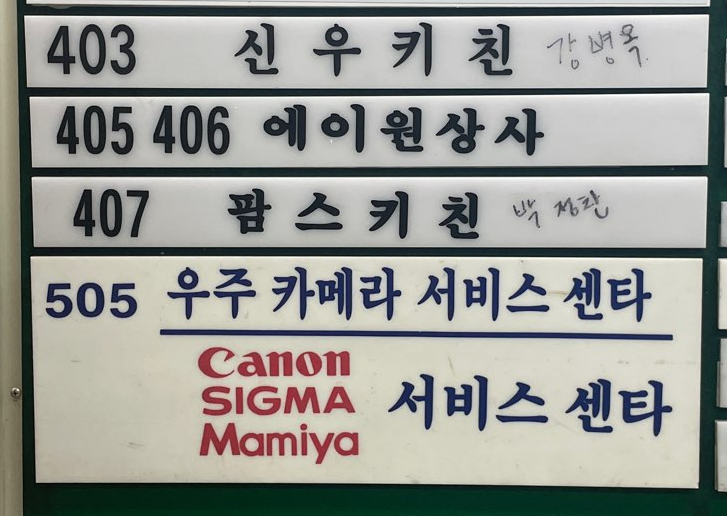 403 신우키친 강병옥
405 406 에이원상사
407 팜스키친 박정란
505 우주 카메라 서비스 센타
Canon
SIGMA 서비스 센타
Mamiya